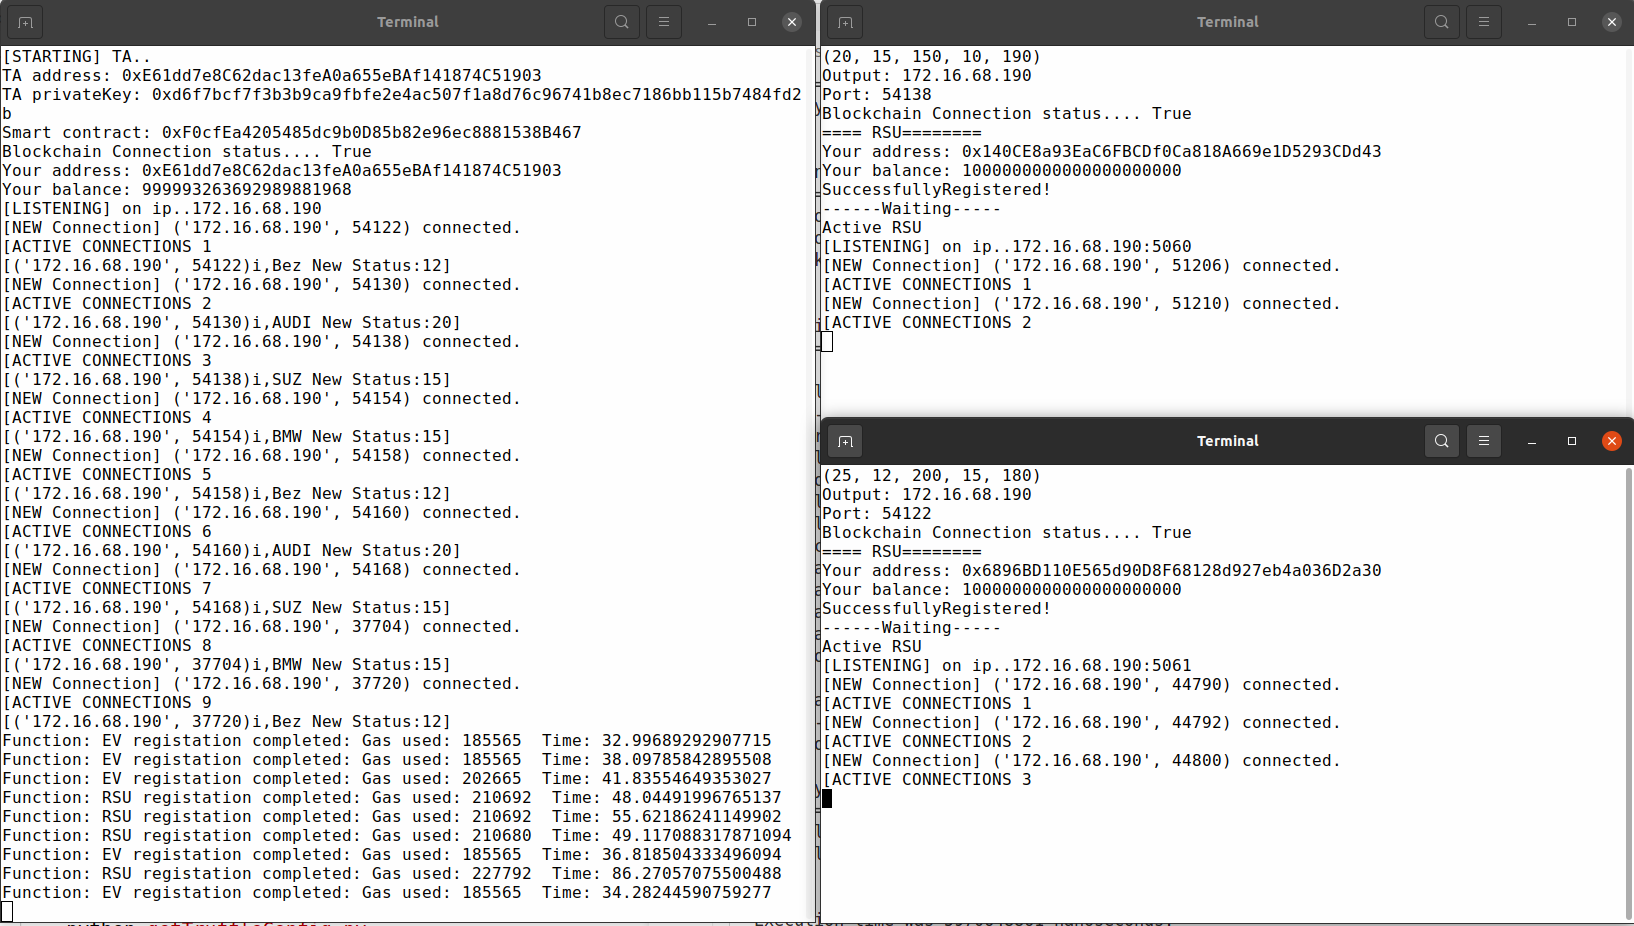 Terminal
[STARTING] TA..
TA address: 0xE61dd7e8C62dac13feA0a655eBAf141874C51903
TA privateKey: 0xd6f7bcf7f3b3b9ca9fbfe2e4ac507f1a8d76c96741b8ec7186bb115b7484fd2
b
Smart contract: 0xF0cfEa4205485dc9b0D85b82e96ec8881538B467
Blockchain Connection status.... True
Your address: 0xE61dd7e8C62dac13feA0a655eBAf141874C51903
Your balance: 999993263692989881968
[LISTENING] on ip..172.16.68.190
[NEW Connection] ('172.16.68.190', 54122) connected.
[ACTIVE CONNECTIONS 1
[('172.16.68.190', 54122)i,Bez New Status:12]
[NEW Connection] ('172.16.68.190', 54130) connected.
[ACTIVE CONNECTIONS 2
[('172.16.68.190', 54130)i,AUDI New Status:20]
[NEW Connection] ('172.16.68.190', 54138) connected.
[ACTIVE CONNECTIONS 3
[('172.16.68.190', 54138)i,SUZ New Status:15]
[NEW Connection] ('172.16.68.190', 54154) connected.
[ACTIVE CONNECTIONS 4
[('172.16.68.190', 54154)i,BMW New Status:15]
[NEW Connection] ('172.16.68.190', 54158) connected.
[ACTIVE CONNECTIONS 5
[('172.16.68.190', 54158)i,Bez New Status:12]
[NEW Connection] ('172.16.68.190', 54160) connected.
[ACTIVE CONNECTIONS 6
[('172.16.68.190', 54160)i,AUDI New Status:20]
[NEW Connection] ('172.16.68.190', 54168) connected.
[ACTIVE CONNECTIONS 7
[('172.16.68.190', 54168)i,SUZ New Status:15]
[NEW Connection] ('172.16.68.190', 37704) connected.
[ACTIVE CONNECTIONS 8
[('172.16.68.190', 37704)i,BMW New Status:15]
[NEW Connection] ('172.16.68.190', 37720) connected.
[ACTIVE CONNECTIONS 9
[('172.16.68.190', 37720)i,Bez New Status:12]
Function: EV registation completed: Gas used: 185565  Time: 32.99689292907715
Function: EV registation completed: Gas used: 185565  Time: 38.09785842895508
Function: EV registation completed: Gas used: 202665  Time: 41.83554649353027
Function: RSU registation completed: Gas used: 210692  Time: 48.04491996765137
Function: RSU registation completed: Gas used: 210692  Time: 55.62186241149902
Function: RSU registation completed: Gas used: 210680  Time: 49.117088317871094
Function: EV registation completed: Gas used: 185565  Time: 36.818504333496094
Function: RSU registation completed: Gas used: 227792  Time: 86.27057075500488
Function: EV registation completed: Gas used: 185565  Time: 34.28244590759277
Terminal
(20, 15, 150, 10, 190)
Output: 172.16.68.190
Port: 54138
Blockchain Connection status.... True
==== RSU========
Your address: 0x140CE8a93EaC6FBCDf0Ca818A669e1D5293CDd43
Your balance: 1000000000000000000000
SuccessfullyRegistered!
------Waiting-----
Active RSU
[LISTENING] on ip..172.16.68.190:5060
[NEW Connection] ('172.16.68.190', 51206) connected.
[ACTIVE CONNECTIONS 1
[NEW Connection] ('172.16.68.190', 51210) connected.
[ACTIVE CONNECTIONS 2
Terminal
(25, 12, 200, 15, 180)
Output: 172.16.68.190
Port: 54122
Blockchain Connection status.... True
==== RSU========
Your address: 0x6896BD110E565d90D8F68128d927eb4a036D2a30
Your balance: 1000000000000000000000
SuccessfullyRegistered!
------Waiting-----
Active RSU
[LISTENING] on ip..172.16.68.190:5061
[NEW Connection] ('172.16.68.190', 44790) connected.
[ACTIVE CONNECTIONS 1
[NEW Connection] ('172.16.68.190', 44792) connected.
[ACTIVE CONNECTIONS 2
[NEW Connection] ('172.16.68.190', 44800) connected.
[ACTIVE CONNECTIONS 3